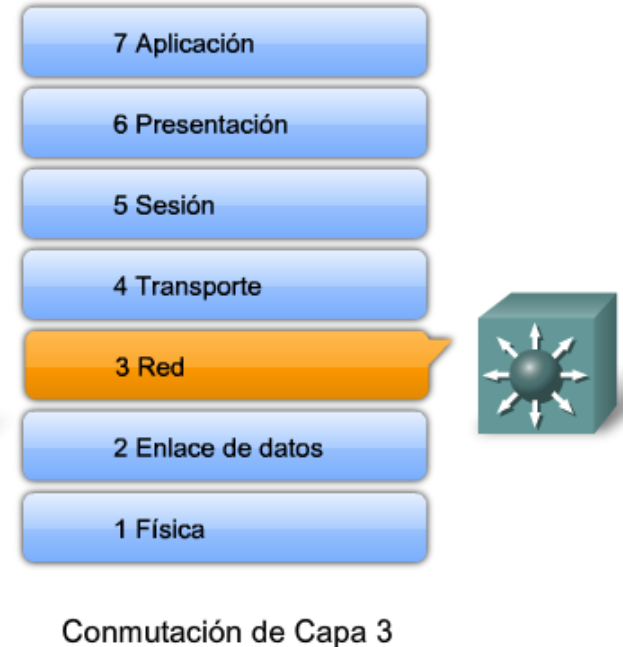 7 Aplicación
6 Presentación
5 Sesión
4 Transporte
3 Red
2 Enlace de datos
1 Física
Conmutación de Capa 3